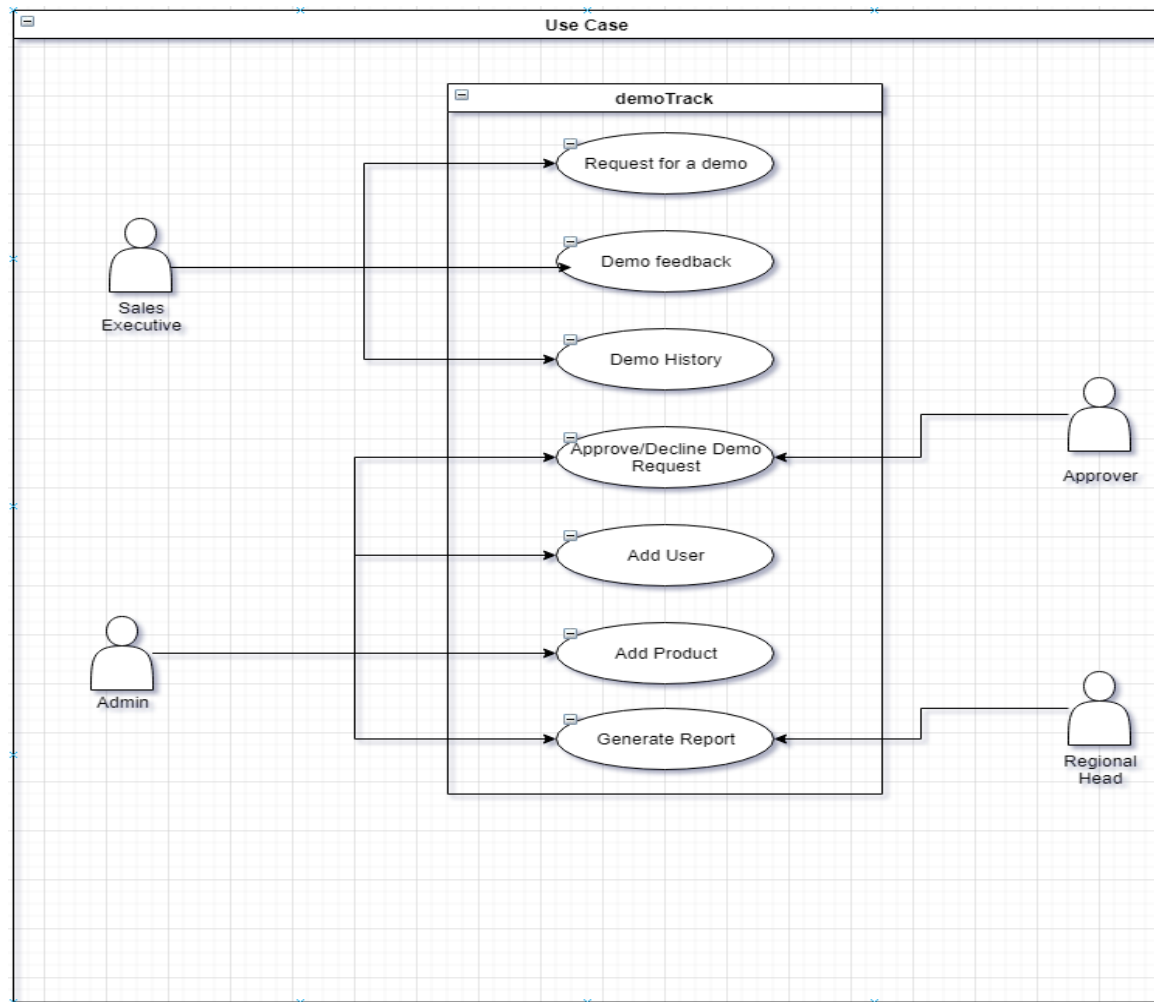 Use Case
demoTrack
Request for a demo
Demo feedback
Sales
Executive
Demo History
Approve/Decline Demo
Request
Approver
Add User
Add Product
Admin
Generate Report
Regional
Head